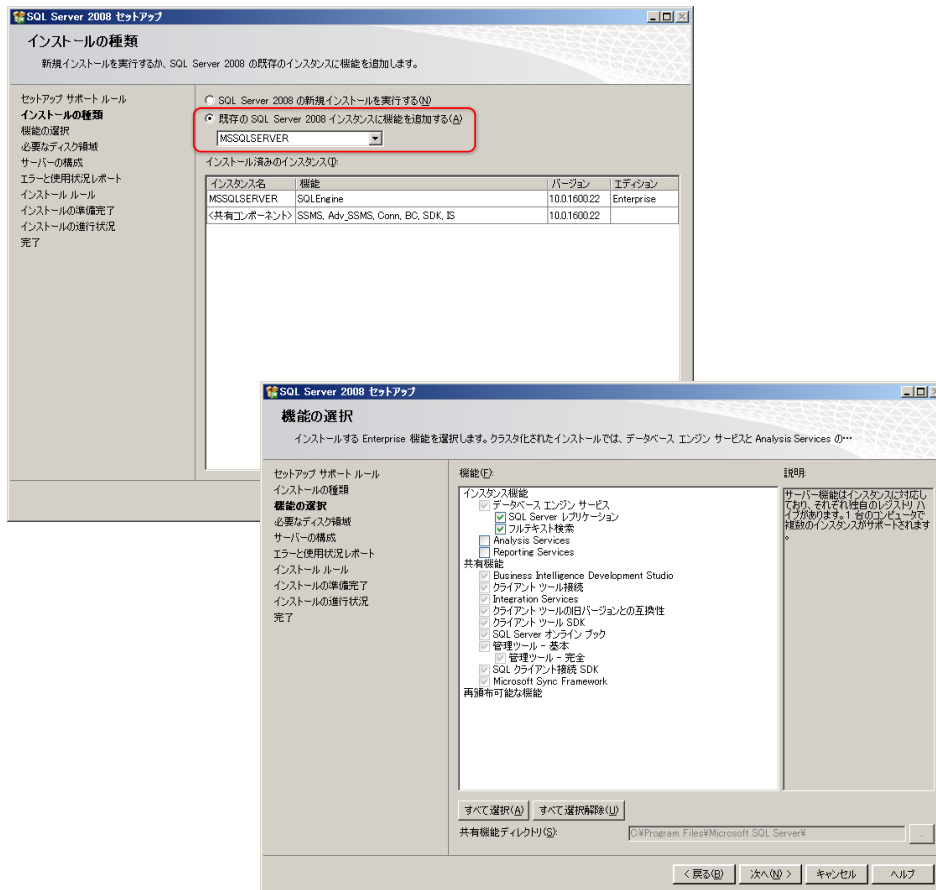 SQL Server 2008 セットアップ
インストールの種類
新規インストールを実行するか、SQL Server 2008 の既存のインスタンスに機能を追加します。
セットアップ サポート ルール
インストールの種類
機能の選択
必要なディスク領域
サーバーの構成
エラーと使用状況レポート
インストール ルール
インストールの準備完了
インストールの進行状況
完了
SQL Server 2008 の新規インストールを実行する(N)
既存の SQL Server 2008 インスタンスに機能を追加する(A)
MSSQLSERVER
インストール済みのインスタンス(I):
インスタンス名 機能 バージョン エディション
MSSQLSERVER SQLEngine 10.0.1600.22 Enterprise
<共有コンポーネント> SSMS, Adv_SSMS, Conn, BC, SDK, IS 10.0.1600.22
SQL Server 2008 セットアップ
機能の選択
インストールする Enterprise 機能を選択します。クラスタ化されたインストールでは、データベース エンジン サービスと Analysis Services の…
セットアップ サポート ルール
インストールの種類
機能の選択
必要なディスク領域
サーバーの構成
エラーと使用状況レポート
インストール ルール
インストールの準備完了
インストールの進行状況
完了
機能(F):
インスタンス機能
データベース エンジン サービス
SQL Server レプリケーション
フルテキスト検索
Analysis Services
Reporting Services
共有機能
Business Intelligence Development Studio
クライアント ツール接続
Integration Services
クライアント ツールの旧バージョンとの互換性
クライアント ツール SDK
SQL Server オンライン ブック
管理ツール - 基本
管理ツール - 完全
SQL クライアント接続 SDK
Microsoft Sync Framework
再頒布可能な機能
説明:
サーバー機能はインスタンスに対応し
ており、それぞれ独自のレジストリ ハ
イブがあります。1 台のコンピュータで
複数のインスタンスがサポートされます
。
すべて選択(A) すべて選択解除(U)
共有機能ディレクトリ(S): C:¥Program Files¥Microsoft SQL Server¥ ...
< 戻る(B) 次へ(N) > キャンセル ヘルプ